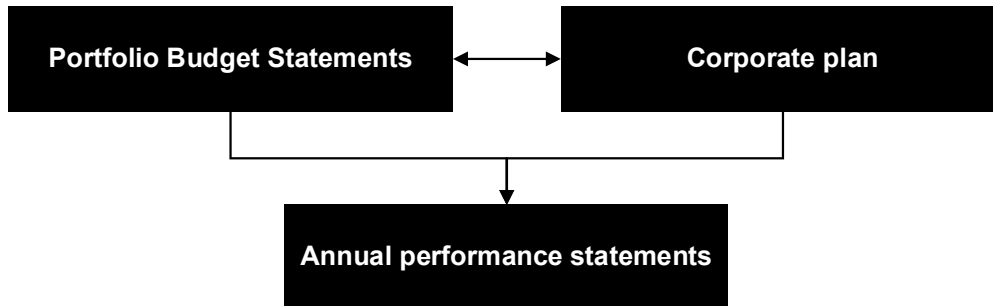 Portfolio Budget Statements
Corporate plan
Annual performance statements